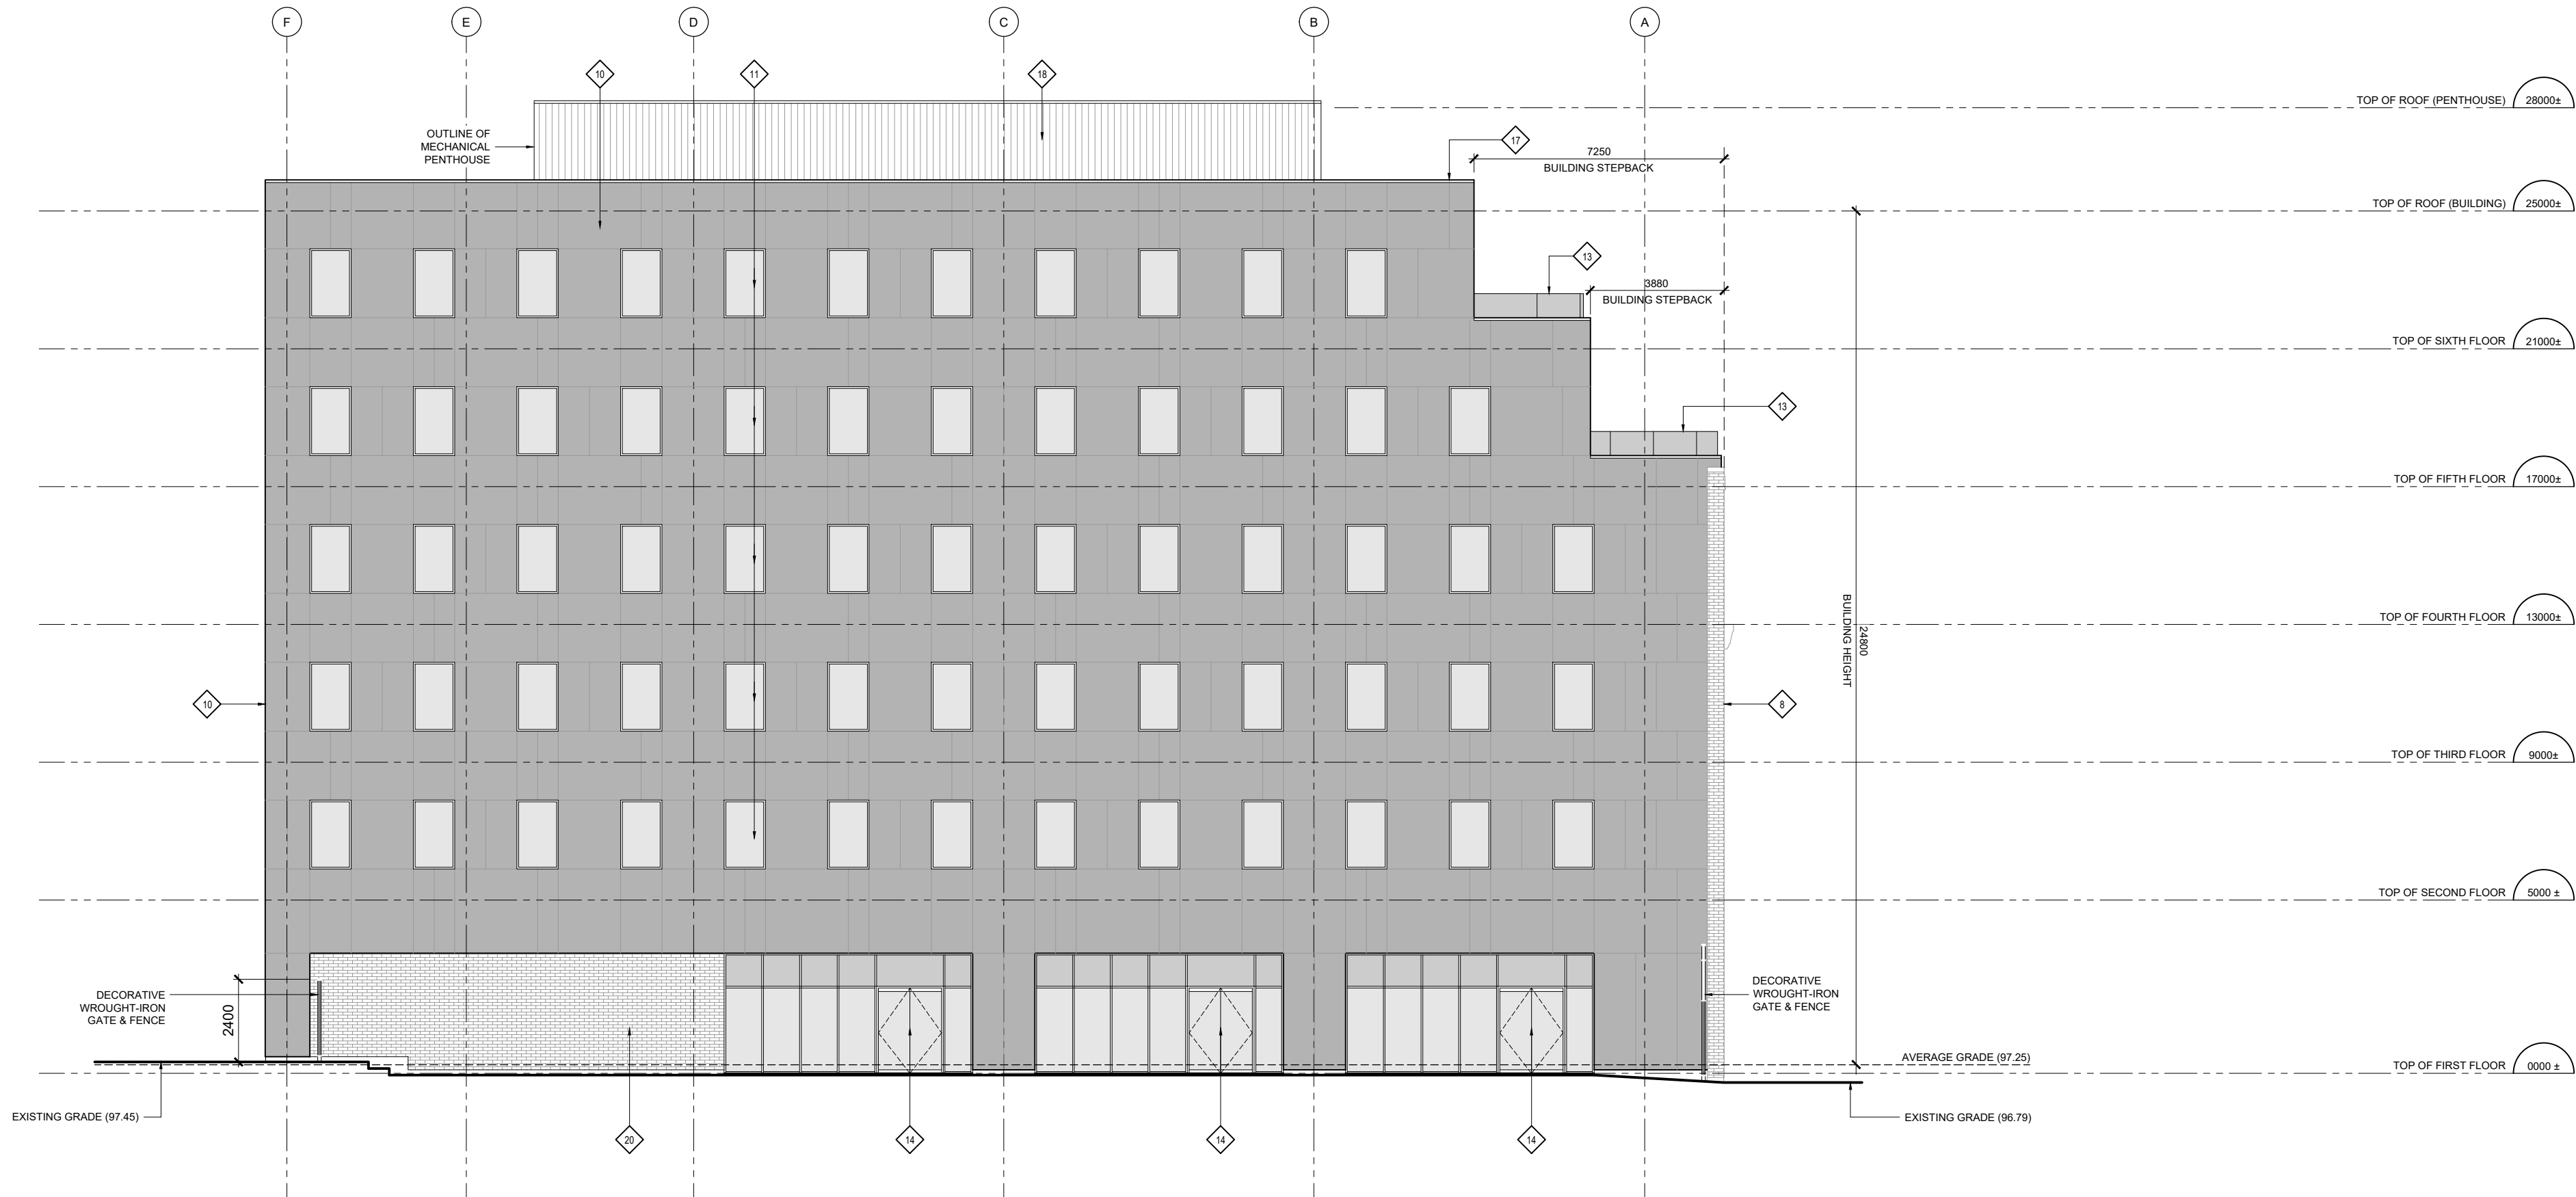 F E D C B A
10 11 18
TOP OF ROOF (PENTHOUSE) 28000±
OUTLINE OF
MECHANICAL
PENTHOUSE
17
7250
BUILDING STEPBACK
TOP OF ROOF (BUILDING) 25000±
13
3880
BUILDING STEPBACK
TOP OF SIXTH FLOOR 21000±
13
TOP OF FIFTH FLOOR 17000±
TOP OF FOURTH FLOOR 13000±
24800
BUILDING HEIGHT
10
8
TOP OF THIRD FLOOR 9000±
TOP OF SECOND FLOOR 5000 ±
DECORATIVE
WROUGHT-IRON
GATE & FENCE
2400
DECORATIVE
WROUGHT-IRON
GATE & FENCE
AVERAGE GRADE (97.25)
TOP OF FIRST FLOOR 0000 ±
EXISTING GRADE (97.45)
EXISTING GRADE (96.79)
20 14 14 14